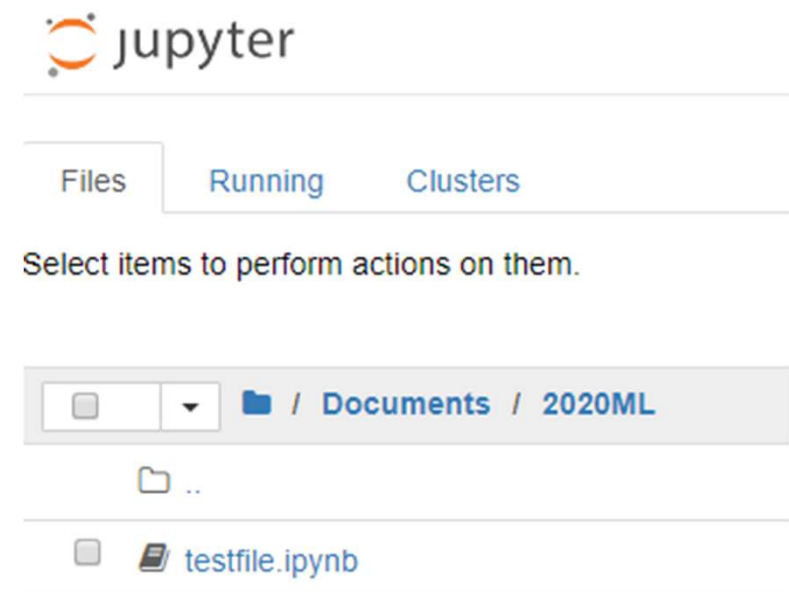 jupyter
Files Running Clusters
Select items to perform actions on them.
/ Documents / 2020ML
..
testfile.ipynb